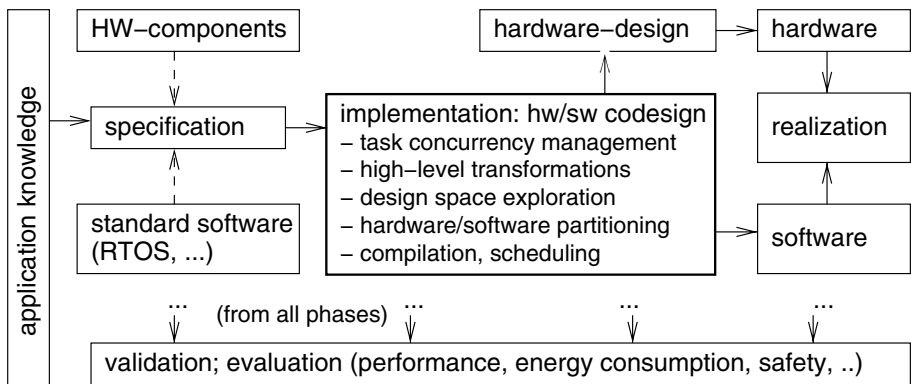 application knowledge
HW–components
specification
standard software
(RTOS, ...)
implementation: hw/sw codesign
– task concurrency management
– high–level transformations
– design space exploration
– hardware/software partitioning
– compilation, scheduling
hardware–design
hardware
realization
software
... (from all phases) ... ... ...
validation; evaluation (performance, energy consumption, safety, ..)